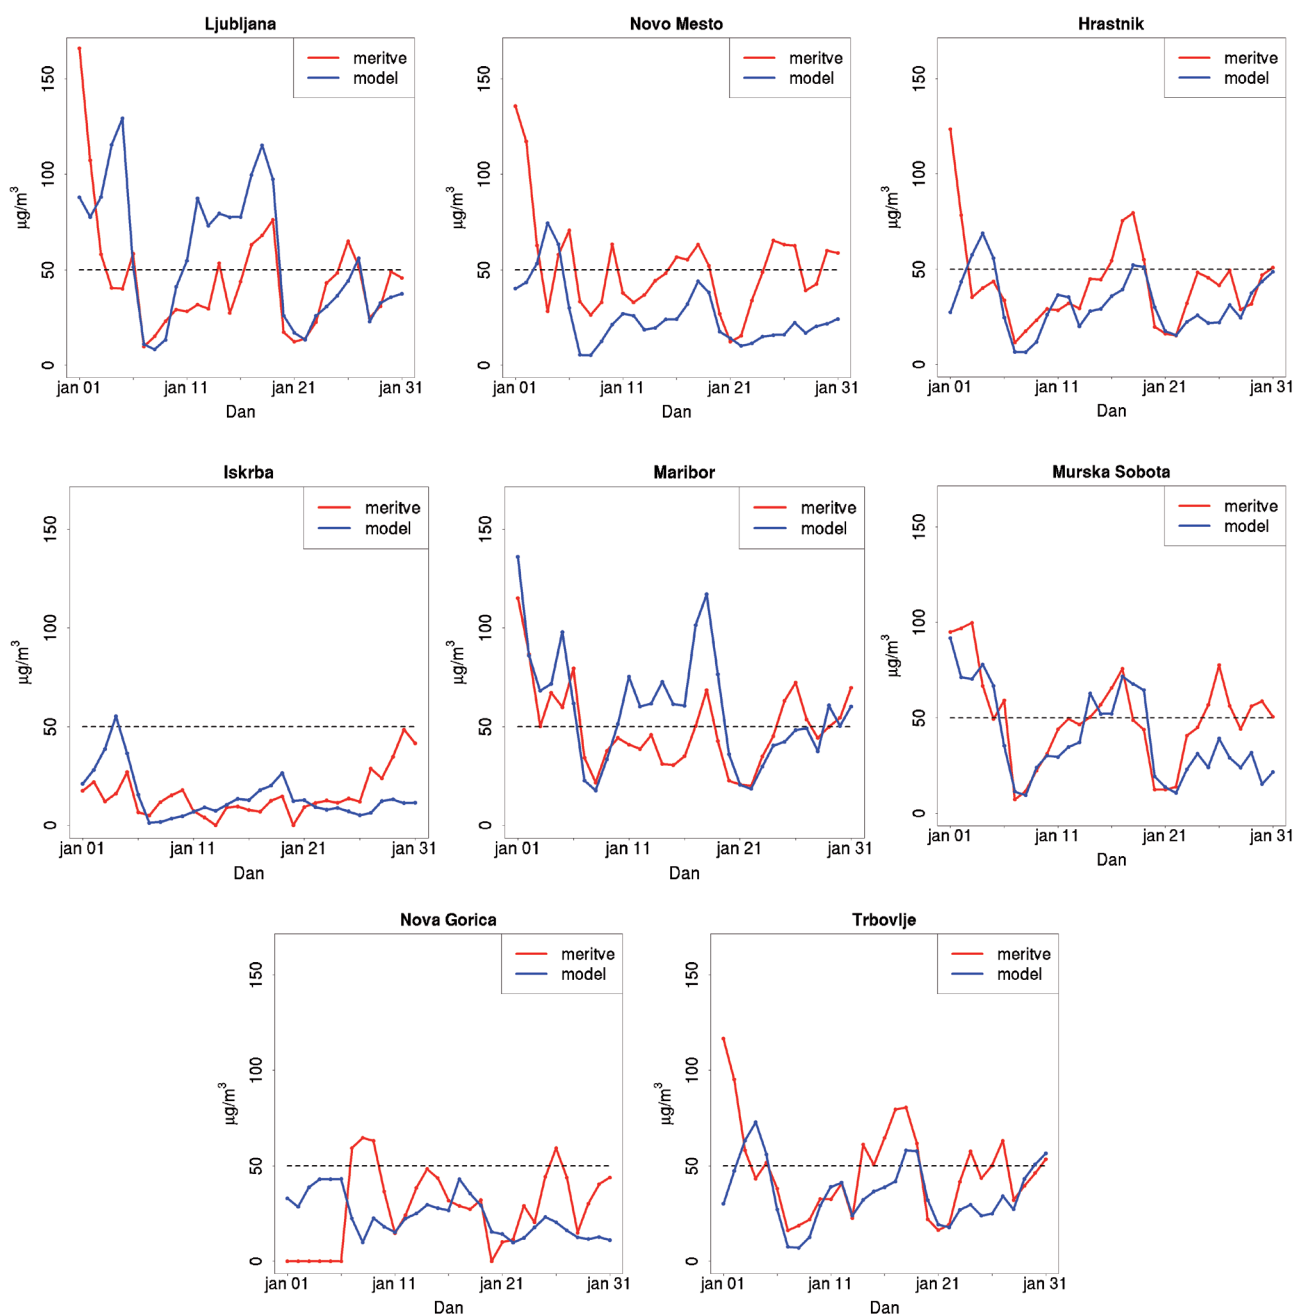 Ljubljana
meritve
model
µg/m³
0 50 100 150
jan 01 jan 11 jan 21 jan 31
Dan
Novo Mesto
meritve
model
µg/m³
0 50 100 150
jan 01 jan 11 jan 21 jan 31
Dan
Hrastnik
meritve
model
µg/m³
0 50 100 150
jan 01 jan 11 jan 21 jan 31
Dan
Iskrba
meritve
model
µg/m³
0 50 100 150
jan 01 jan 11 jan 21 jan 31
Dan
Maribor
meritve
model
µg/m³
0 50 100 150
jan 01 jan 11 jan 21 jan 31
Dan
Murska Sobota
meritve
model
µg/m³
0 50 100 150
jan 01 jan 11 jan 21 jan 31
Dan
Nova Gorica
meritve
model
µg/m³
0 50 100 150
jan 01 jan 11 jan 21 jan 31
Dan
Trbovlje
meritve
model
µg/m³
0 50 100 150
jan 01 jan 11 jan 21 jan 31
Dan